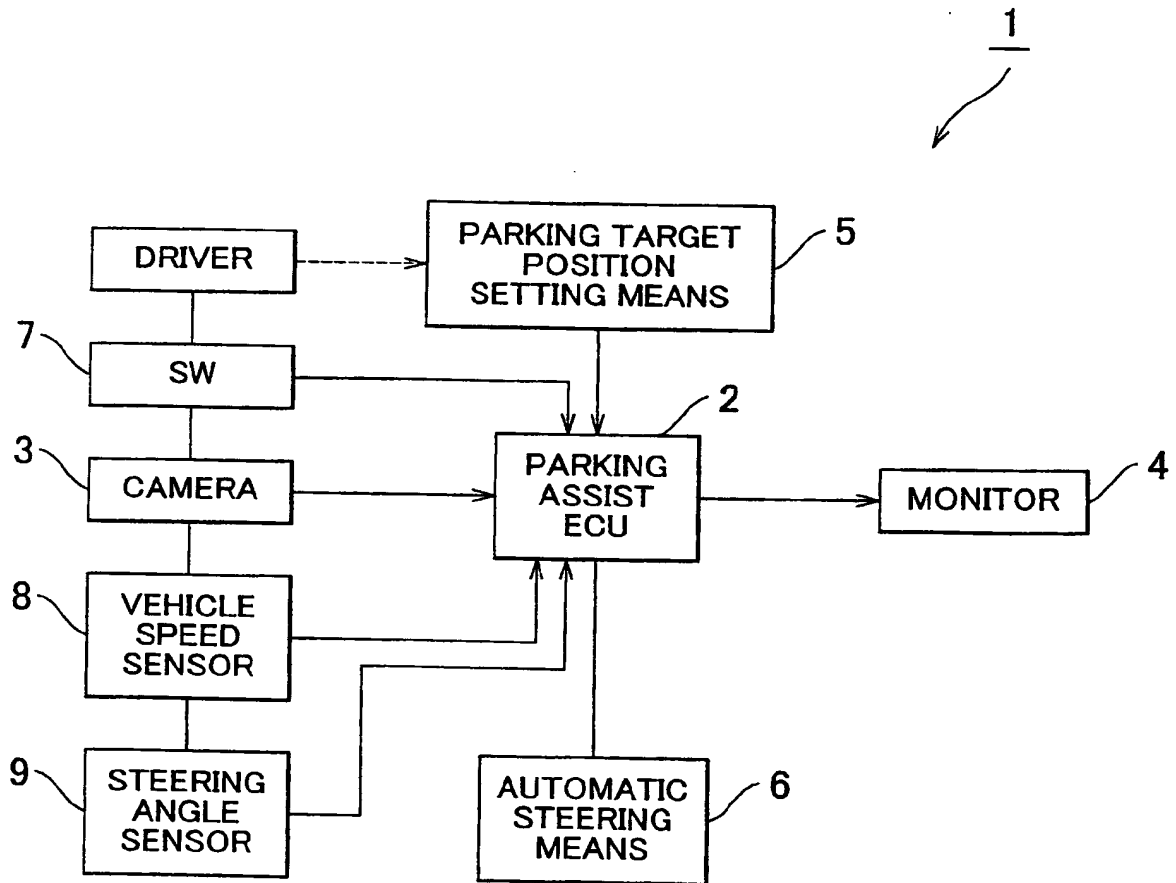 1
DRIVER
PARKING TARGET
POSITION
SETTING MEANS
5
7
SW
2
3
CAMERA
PARKING
ASSIST
ECU
MONITOR
4
8
VEHICLE
SPEED
SENSOR
9
STEERING
ANGLE
SENSOR
AUTOMATIC
STEERING
MEANS
6